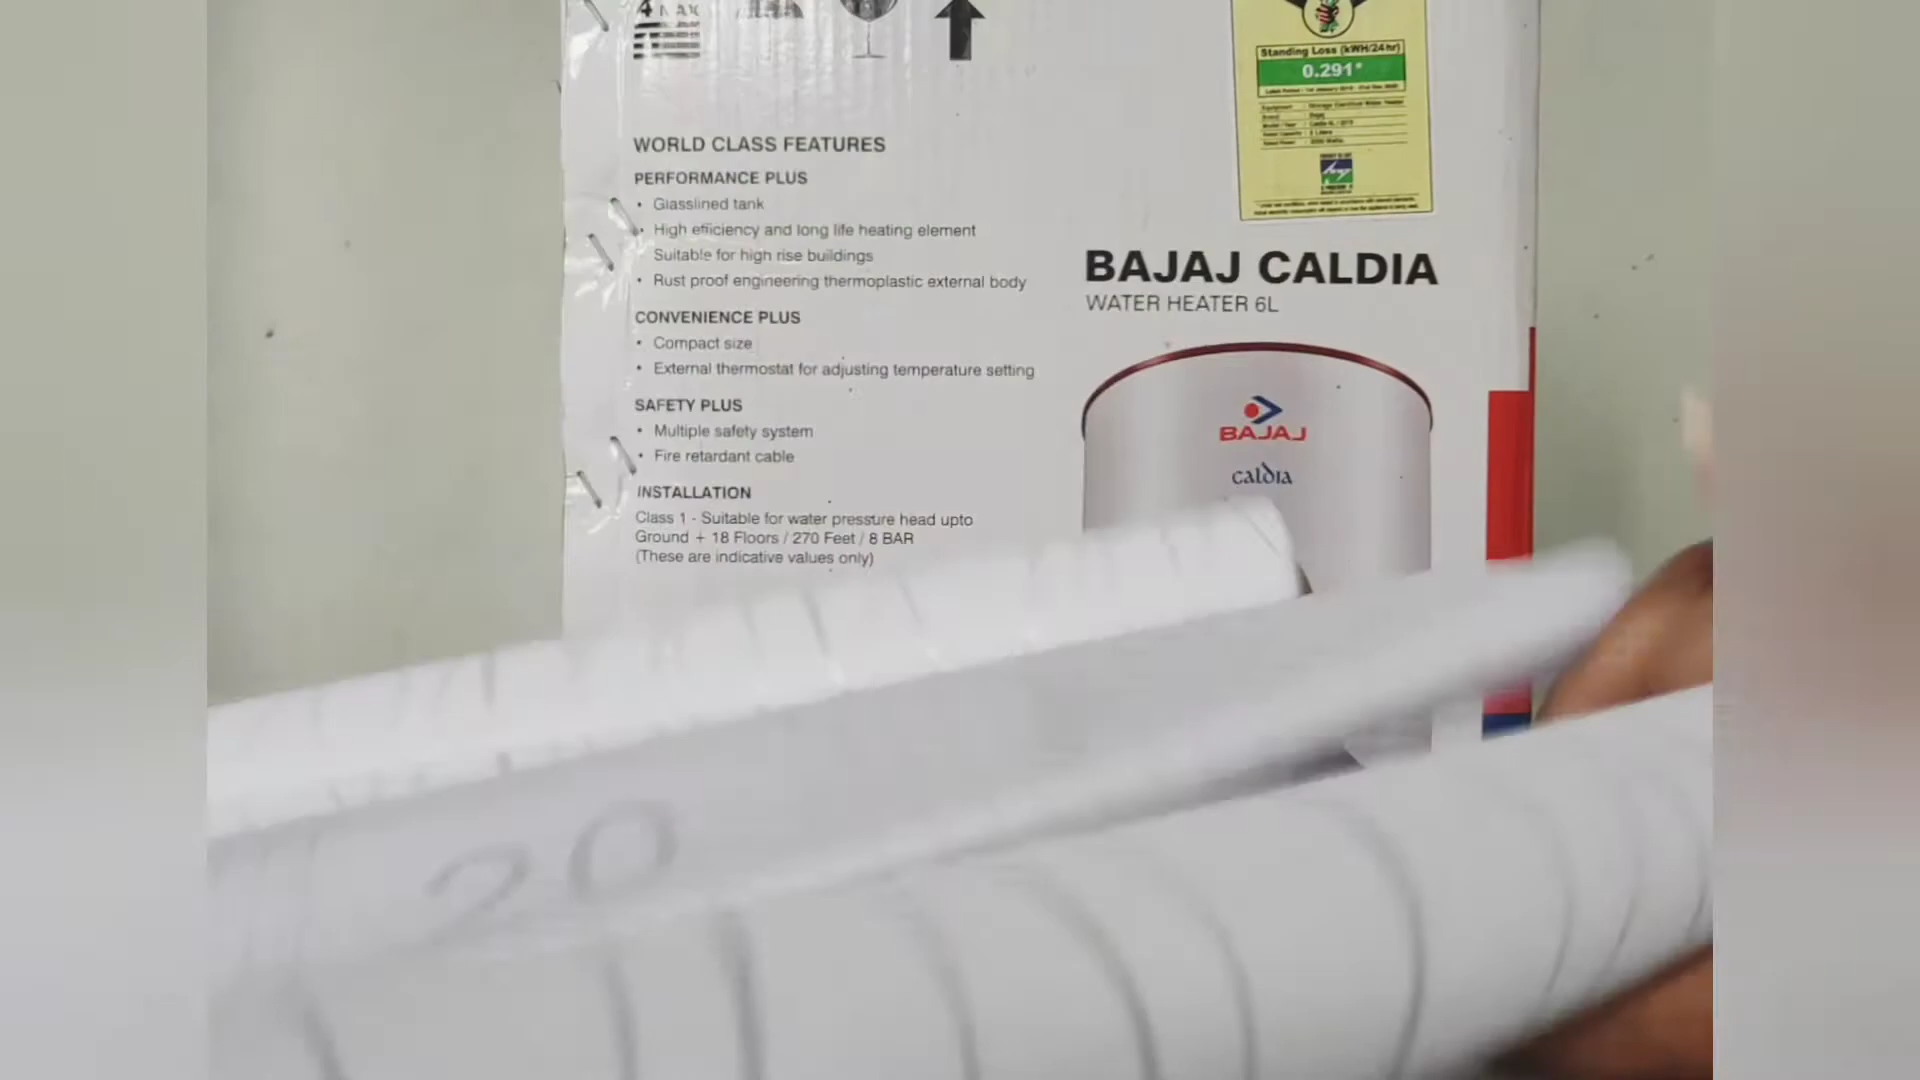 4 MAX
WORLD CLASS FEATURES
PERFORMANCE PLUS
• Glasslined tank
• High efficiency and long life heating element
Suitable for high rise buildings
• Rust proof engineering thermoplastic external body
CONVENIENCE PLUS
• Compact size
• External thermostat for adjusting temperature setting
SAFETY PLUS
• Multiple safety system
• Fire retardant cable
INSTALLATION
Class 1 - Suitable for water pressure head upto
Ground + 18 Floors / 270 Feet / 8 BAR
(These are indicative values only)
Standing Loss (kWH/24hr)
0.291*
BAJAJ CALDIA
WATER HEATER 6L
BAJAJ
caldia
20